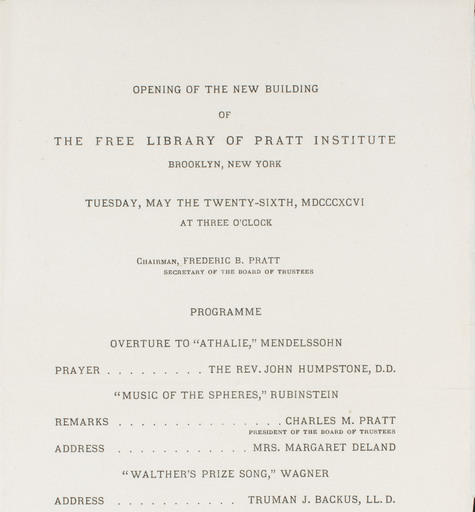 OPENING OF THE NEW BUILDING
OF
THE FREE LIBRARY OF PRATT INSTITUTE
BROOKLYN, NEW YORK
TUESDAY, MAY THE TWENTY-SIXTH, MDCCCXCVI
AT THREE O'CLOCK
CHAIRMAN, FREDERIC B. PRATT
SECRETARY OF THE BOARD OF TRUSTEES
PROGRAMME
OVERTURE TO "ATHALIE," MENDELSSOHN
PRAYER . . . . . . . . . THE REV. JOHN HUMPSTONE, D.D.
"MUSIC OF THE SPHERES," RUBINSTEIN
REMARKS . . . . . . . . . . . . . . . CHARLES M. PRATT
PRESIDENT OF THE BOARD OF TRUSTEES
ADDRESS . . . . . . . . . . . . MRS. MARGARET DELAND
"WALTHER'S PRIZE SONG," WAGNER
ADDRESS . . . . . . . . . . . TRUMAN J. BACKUS, LL. D.